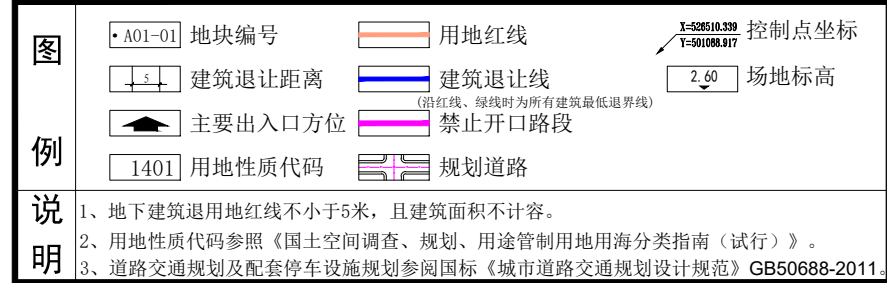 图例
A01-01 地块编号
用地红线
X=526510.339
Y=501088.917
控制点坐标
5 建筑退让距离
建筑退让线
(沿红线、绿线时为所有建筑最低退界线)
2.60 场地标高
主要出入口方位
禁止开口路段
1401 用地性质代码
规划道路
说明
1、地下建筑退用地红线不小于5米，且建筑面积不计容。
2、用地性质代码参照《国土空间调查、规划、用途管制用地用海分类指南（试行）》。
3、道路交通规划及配套停车设施规划参阅国标《城市道路交通规划设计规范》GB50688-2011。